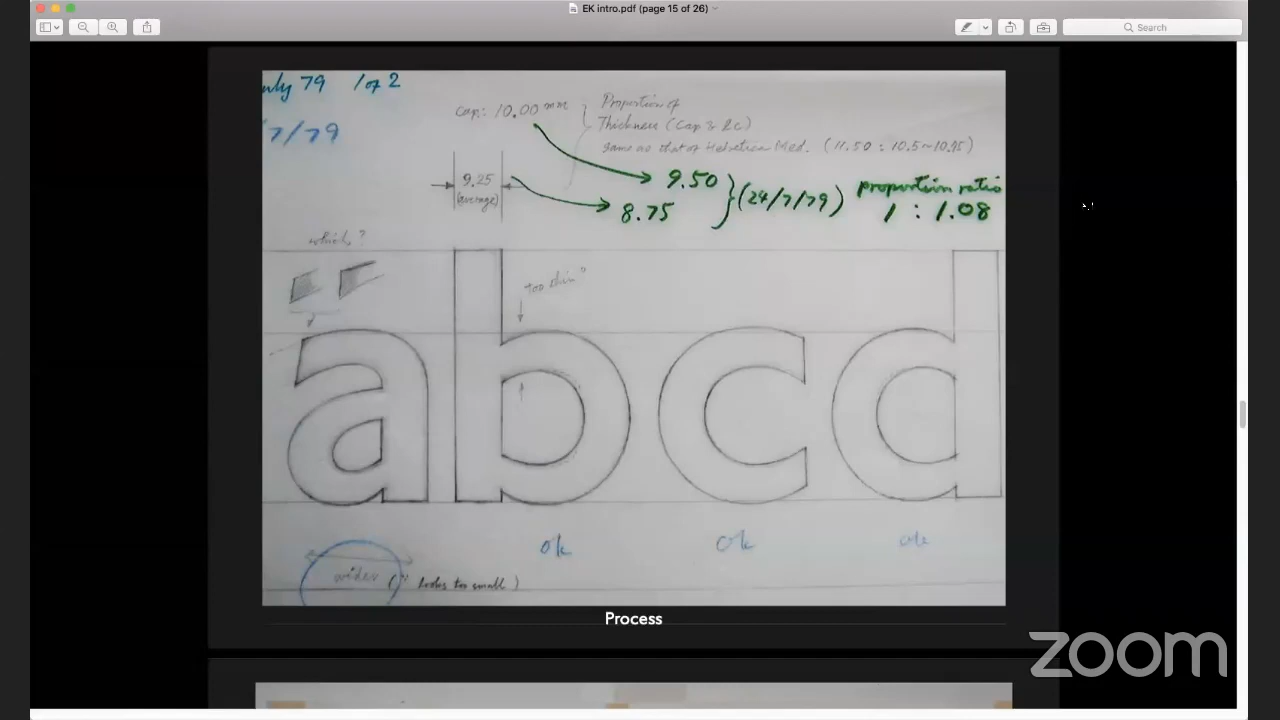 EK intro.pdf (page 15 of 26)
Search
July 79 1 of 2
7/79
cap: 10.00 mm
Proportion of
Thickness (Cap & LC)
same as that of Helvetica Med. (11.50 : 10.5~10.95)
9.25
(average)
9.50
8.75
(24/7/79)
proportion ratio
1 : 1.08
which?
"too thin"
abcd
ok
ok
ok
wider (" looks too small)
Process
zoom